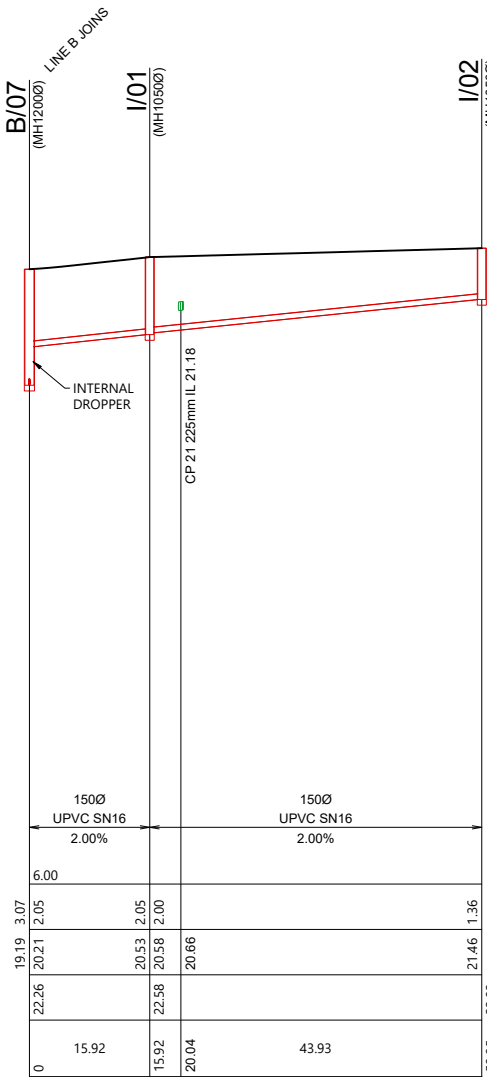 B/07
(MH1200Ø)
LINE B JOINS
I/01
(MH1050Ø)
I/02
INTERNAL
DROPPER
CP 21 225mm IL 21.18
150Ø
UPVC SN16
2.00%
150Ø
UPVC SN16
2.00%
6.00
3.07 2.05 2.05 2.00 1.36
19.19 20.21 20.53 20.58 20.66 21.46
22.26 22.58
0 15.92 15.92 20.04 43.93